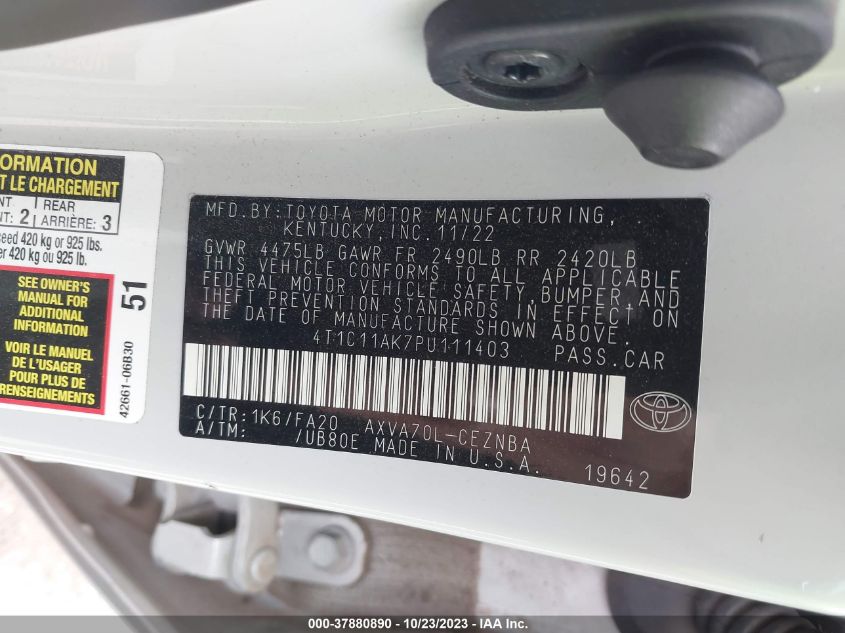 ORMATION
T LE CHARGEMENT
NT 2 REAR
NT: 2 ARRIÈRE: 3
eed 420 kg or 925 lbs.
er 420 kg ou 925 lb.
SEE OWNER'S
MANUAL FOR
ADDITIONAL
INFORMATION
VOIR LE MANUEL
DE L'USAGER
POUR PLUS DE
RENSEIGNEMENTS
51
42661-06B30
MFD. BY: TOYOTA MOTOR MANUFACTURING,
KENTUCKY, INC. 11/22
GVWR 4475LB GAWR FR 2490LB RR 2420LB
THIS VEHICLE CONFORMS TO ALL APPLICABLE
FEDERAL MOTOR VEHICLE SAFETY, BUMPER, AND
THEFT PREVENTION STANDARDS IN EFFECT ON
THE DATE OF MANUFACTURE SHOWN ABOVE.
4T1C11AK7PU111403 PASS. CAR
C/TR: 1K6/FA20 AXVA70L-CEZNBA
A/TM: /UB80E MADE IN U.S.A.
19642
000-37880890 - 10/23/2023 - IAA Inc.